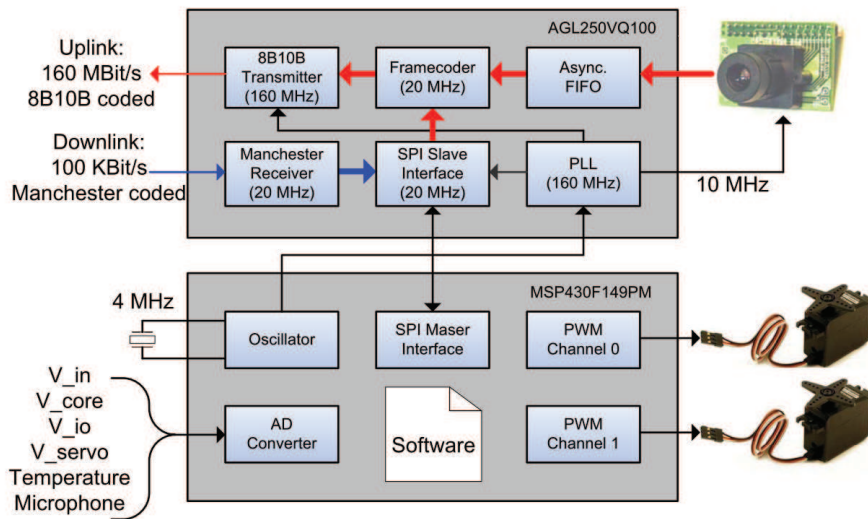 AGL250VQ100
Uplink:
160 MBit/s
8B10B coded
8B10B
Transmitter
(160 MHz)
Framecoder
(20 MHz)
Async.
FIFO
Downlink:
100 KBit/s
Manchester coded
Manchester
Receiver
(20 MHz)
SPI Slave
Interface
(20 MHz)
PLL
(160 MHz)
10 MHz
MSP430F149PM
4 MHz
Oscillator
SPI Maser
Interface
PWM
Channel 0
V_in
V_core
V_io
V_servo
Temperature
Microphone
AD
Converter
Software
PWM
Channel 1